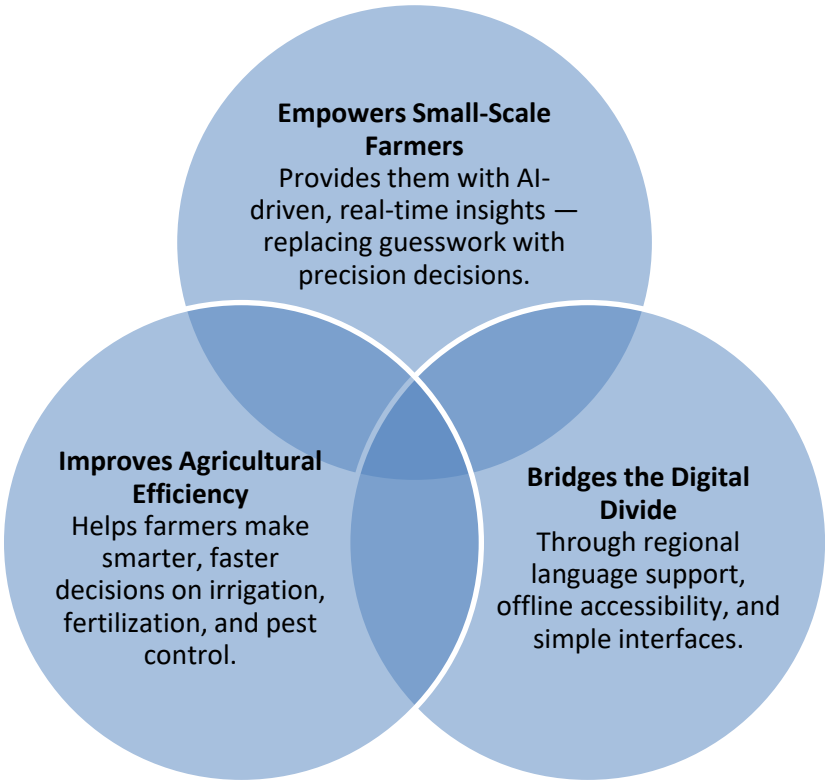 Empowers Small-Scale
Farmers
Provides them with AI-
driven, real-time insights —
replacing guesswork with
precision decisions.
Improves Agricultural
Efficiency
Helps farmers make
smarter, faster
decisions on irrigation,
fertilization, and pest
control.
Bridges the Digital
Divide
Through regional
language support,
offline accessibility, and
simple interfaces.